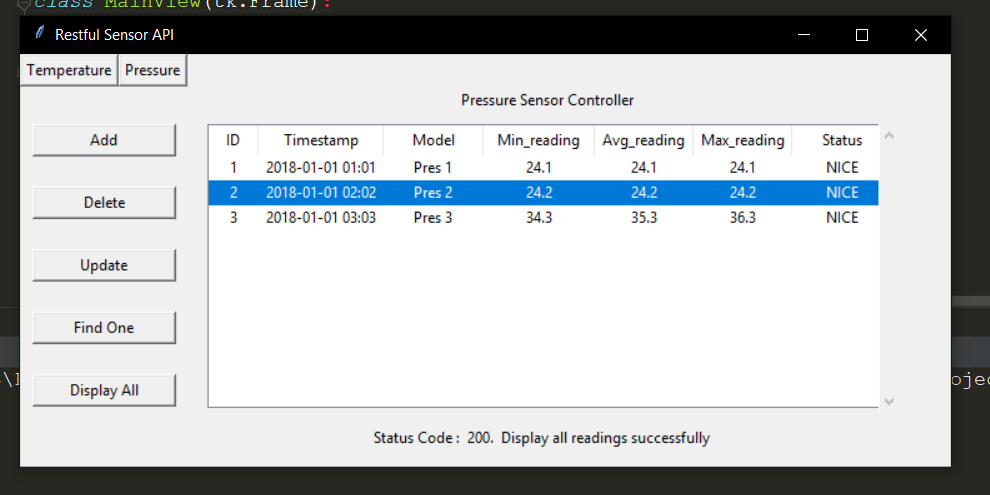 class MainView(tk.Frame):
Restful Sensor API
Temperature Pressure
Pressure Sensor Controller
Add
Delete
Update
Find One
Display All
ID Timestamp Model Min_reading Avg_reading Max_reading Status
1 2018-01-01 01:01 Pres 1 24.1 24.1 24.1 NICE
2 2018-01-01 02:02 Pres 2 24.2 24.2 24.2 NICE
3 2018-01-01 03:03 Pres 3 34.3 35.3 36.3 NICE
Status Code : 200. Display all readings successfully